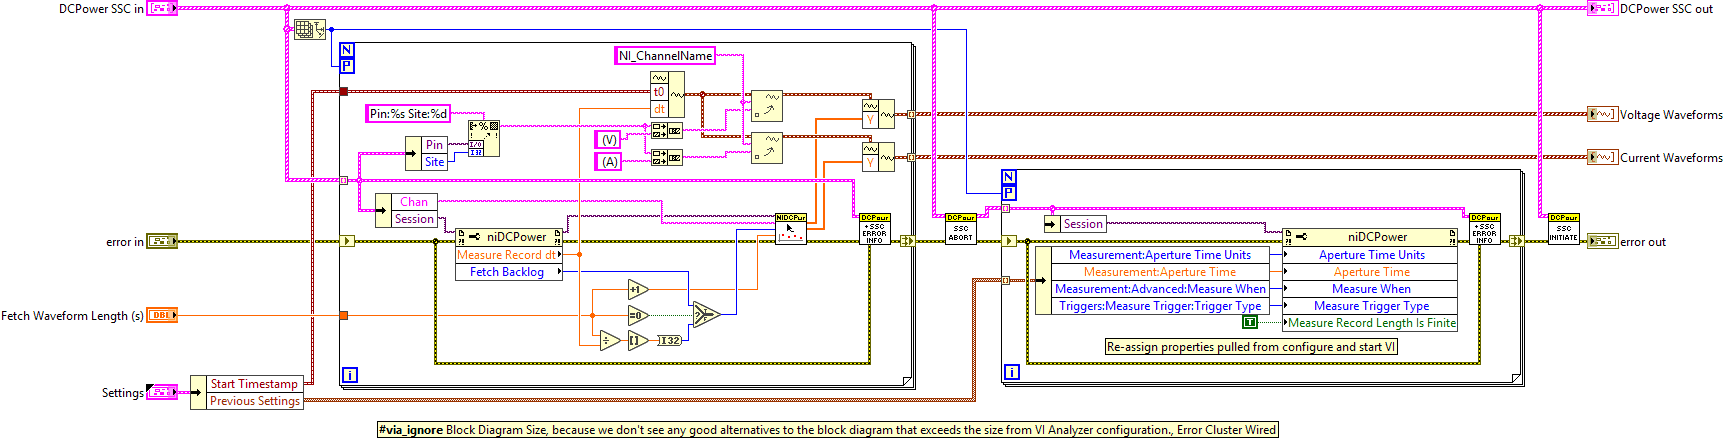 DCPower SSC in
DCPower SSC out
N
P
NI_ChannelName
t0
dt
Pin:%s Site:%d
Y
Voltage Waveforms
(V)
Pin
Site
I/O
I32
(A)
Y
Current Waveforms
N
P
Chan
Session
NIDCPwr
DCPower
+SSC
ERROR
INFO
DCPower
SSC
ABORT
Session
DCPower
+SSC
ERROR
INFO
DCPower
SSC
INITIATE
error in
niDCPower
Measure Record dt
Fetch Backlog
niDCPower
error out
Measurement:Aperture Time Units
Aperture Time Units
Measurement:Aperture Time
Aperture Time
Measurement:Advanced:Measure When
Measure When
Triggers:Measure Trigger:Trigger Type
Measure Trigger Type
T
Measure Record Length Is Finite
+1
Fetch Waveform Length (s)
DBL
=0
÷
[]
I32
?
Re-assign properties pulled from configure and start VI
i
i
Settings
Start Timestamp
Previous Settings
#via_ignore Block Diagram Size, because we don't see any good alternatives to the block diagram that exceeds the size from VI Analyzer configuration., Error Cluster Wired